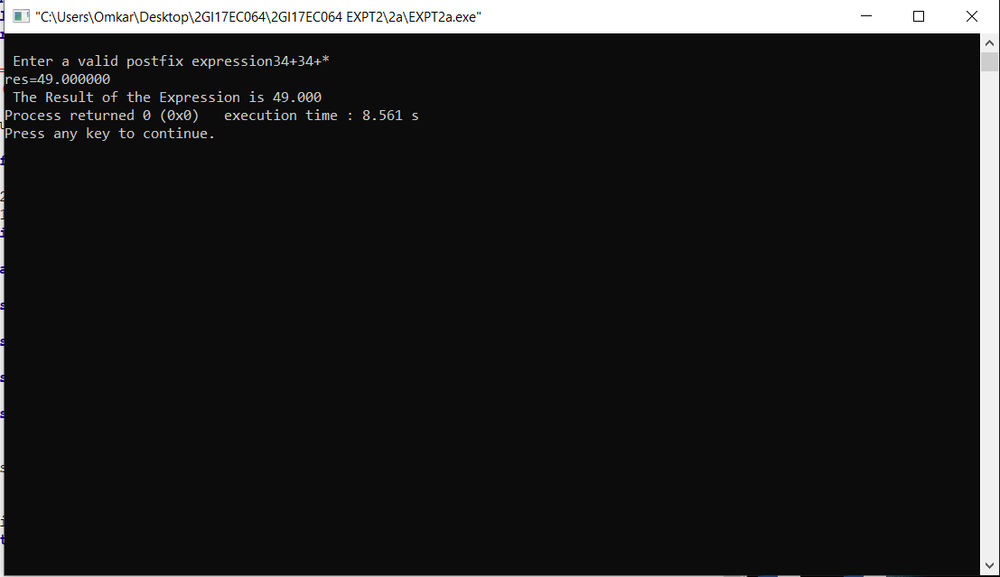 "C:\Users\Omkar\Desktop\2GI17EC064\2GI17EC064 EXPT2\2a\EXPT2a.exe"
Enter a valid postfix expression34+34+*
res=49.000000
The Result of the Expression is 49.000
Process returned 0 (0x0)   execution time : 8.561 s
Press any key to continue.